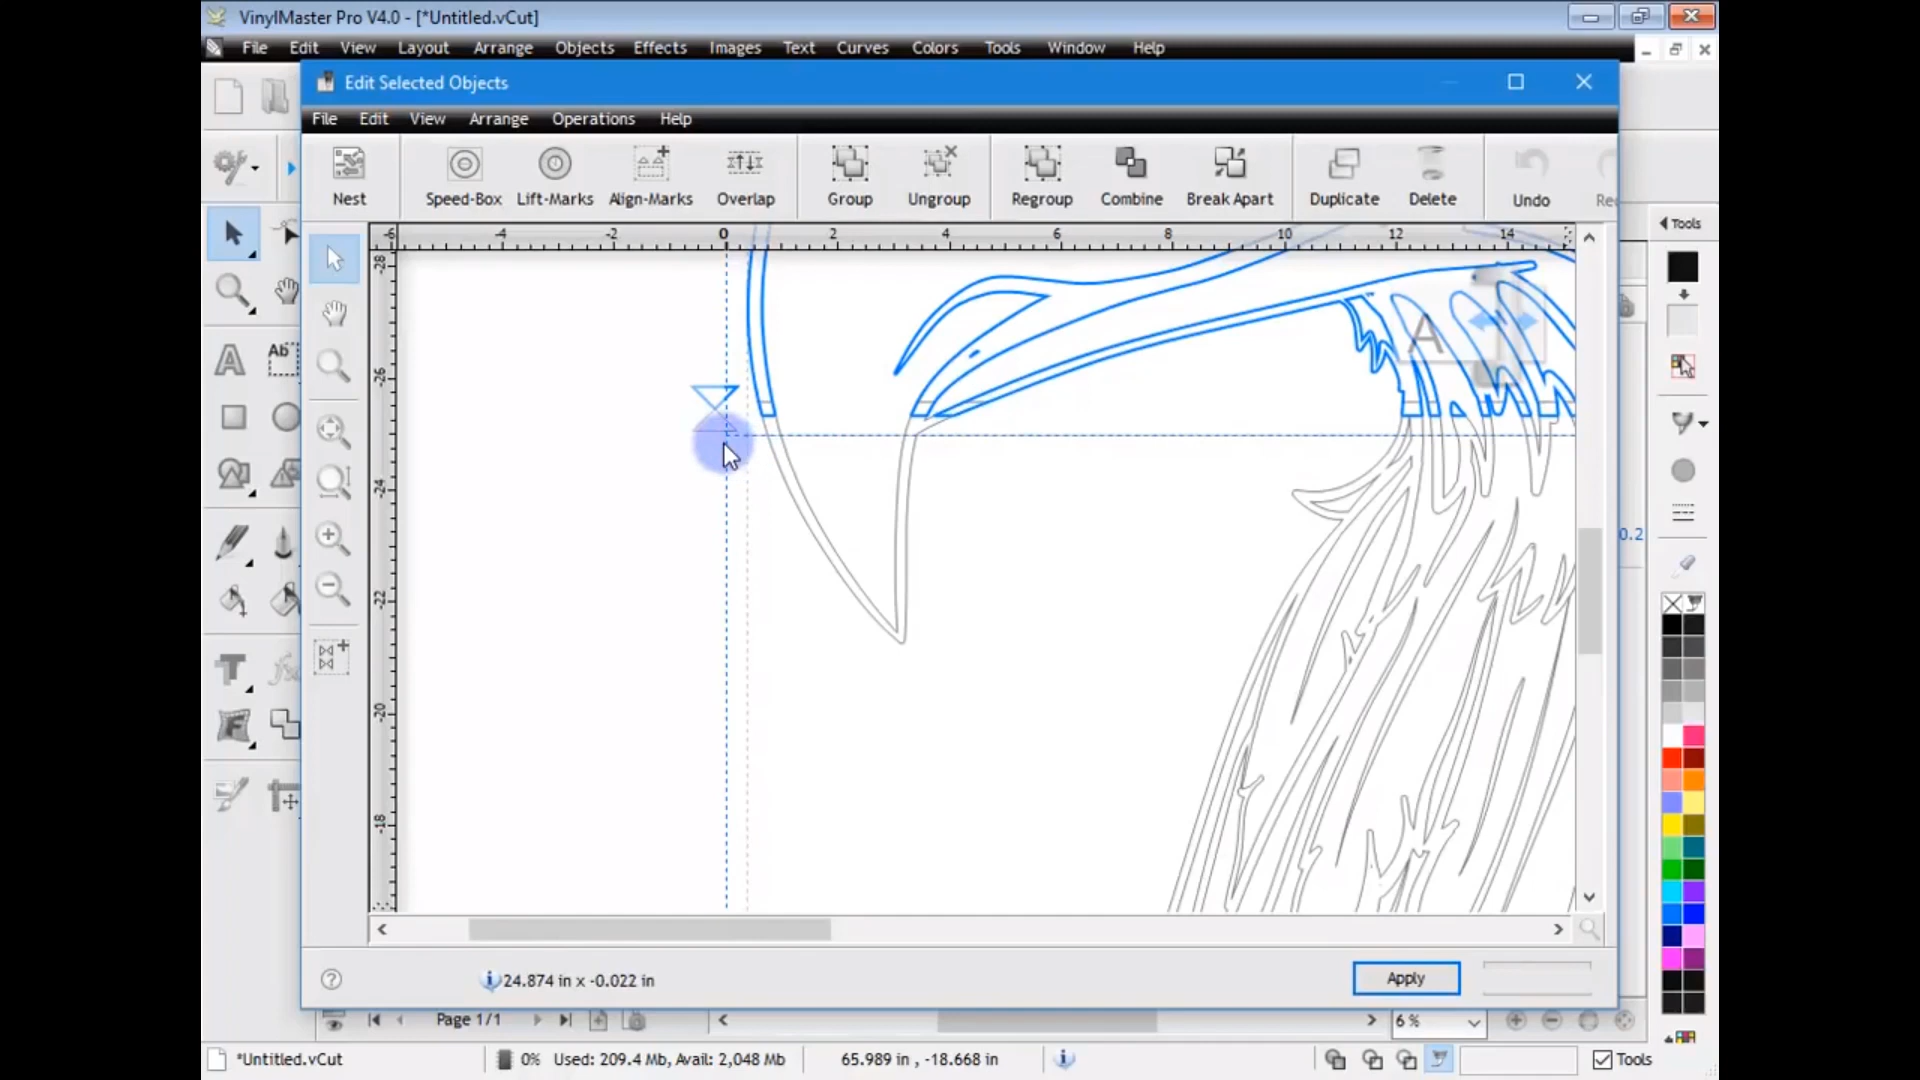 VinylMaster Pro V4.0 - [*Untitled.vCut]
File Edit View Layout Arrange Objects Effects Images Text Curves Colors Tools Window Help
Edit Selected Objects
File Edit View Arrange Operations Help
Nest Speed-Box Lift-Marks Align-Marks Overlap Group Ungroup Regroup Combine Break Apart Duplicate Delete Undo
Tools
-6 -4 -2 0 2 4 6 8 10 12 14
-28
-26
-24
-22
-20
-18
A
Ab
0.2
24.874 in x -0.022 in
Apply
Page 1/1
6 %
*Untitled.vCut 0% Used: 209.4 Mb, Avail: 2,048 Mb 65.989 in , -18.668 in Tools